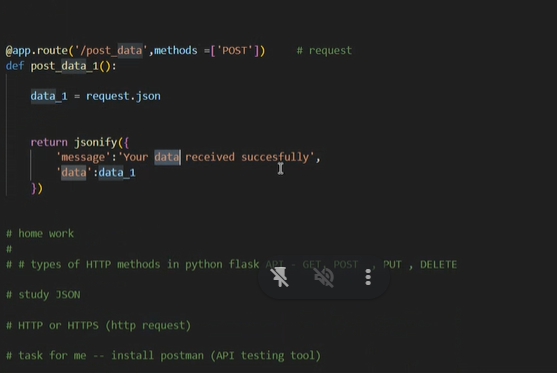 @app.route('/post_data',methods =['POST'])     # request
def post_data_1():
    data_1 = request.json
    return jsonify({
        'message':'Your data received succesfully',
        'data':data_1
    })
# home work
#
# # types of HTTP methods in python flask API - GET, POST , PUT , DELETE
# study JSON
# HTTP or HTTPS (http request)
# task for me -- install postman (API testing tool)